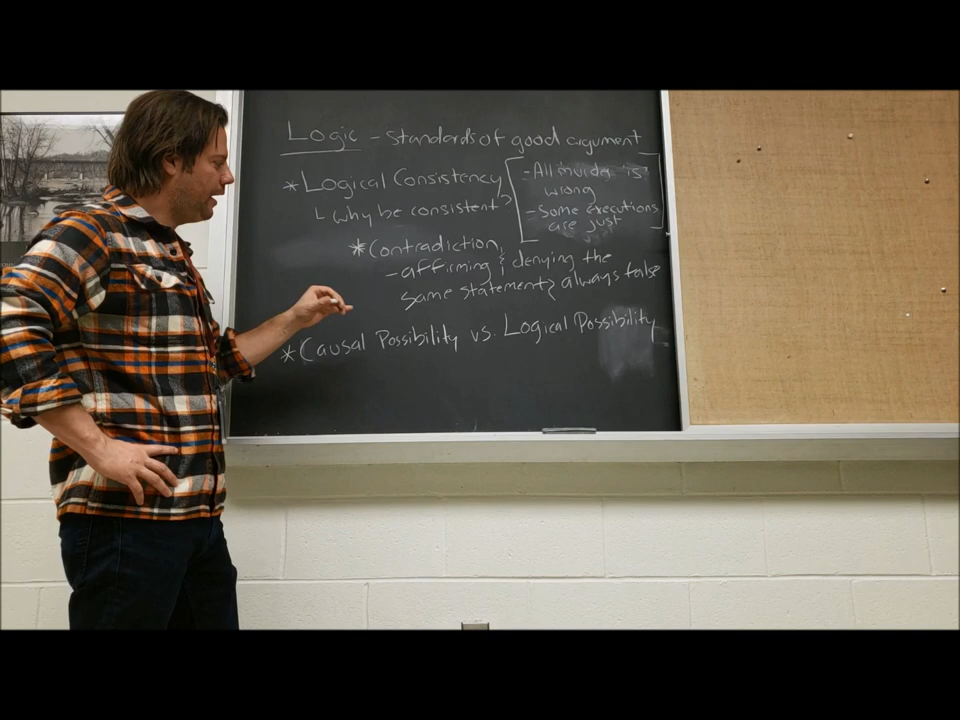 Logic - standards of good argument
* Logical Consistency
- All murder is
wrong
└ why be consistent?
- Some executions
are just
* Contradiction
- affirming & denying the
same statement } always false
* Causal Possibility vs. Logical Possibility